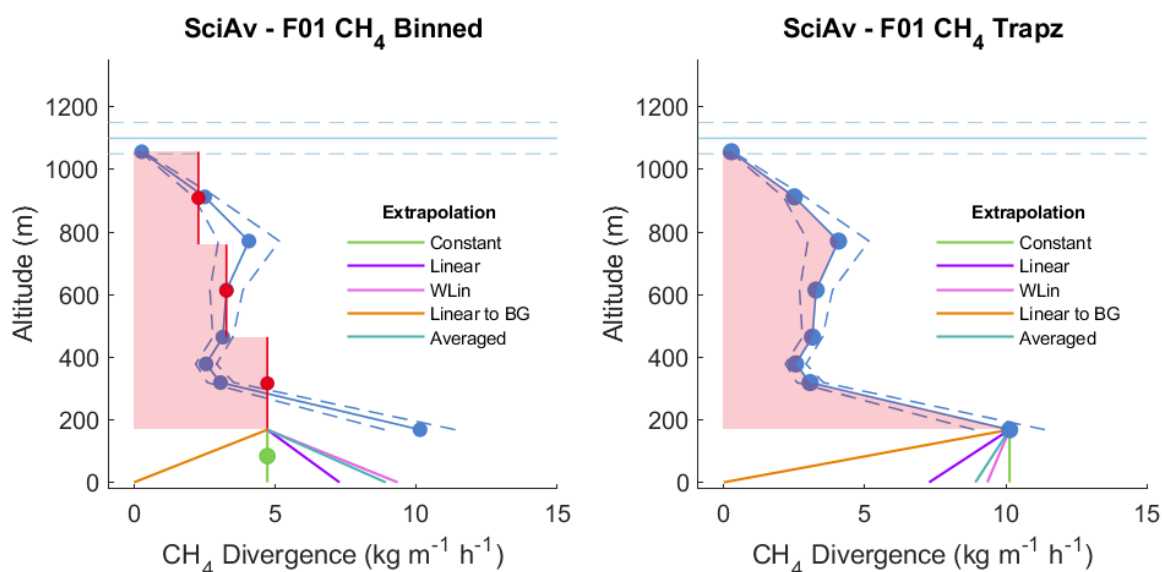 SciAv - F01 CH₄ Binned
1200
1000
800
600
400
200
0
Altitude (m)
Extrapolation
Constant
Linear
WLin
Linear to BG
Averaged
0 5 10 15
CH₄ Divergence (kg m⁻¹ h⁻¹)
SciAv - F01 CH₄ Trapz
1200
1000
800
600
400
200
0
Altitude (m)
Extrapolation
Constant
Linear
WLin
Linear to BG
Averaged
0 5 10 15
CH₄ Divergence (kg m⁻¹ h⁻¹)